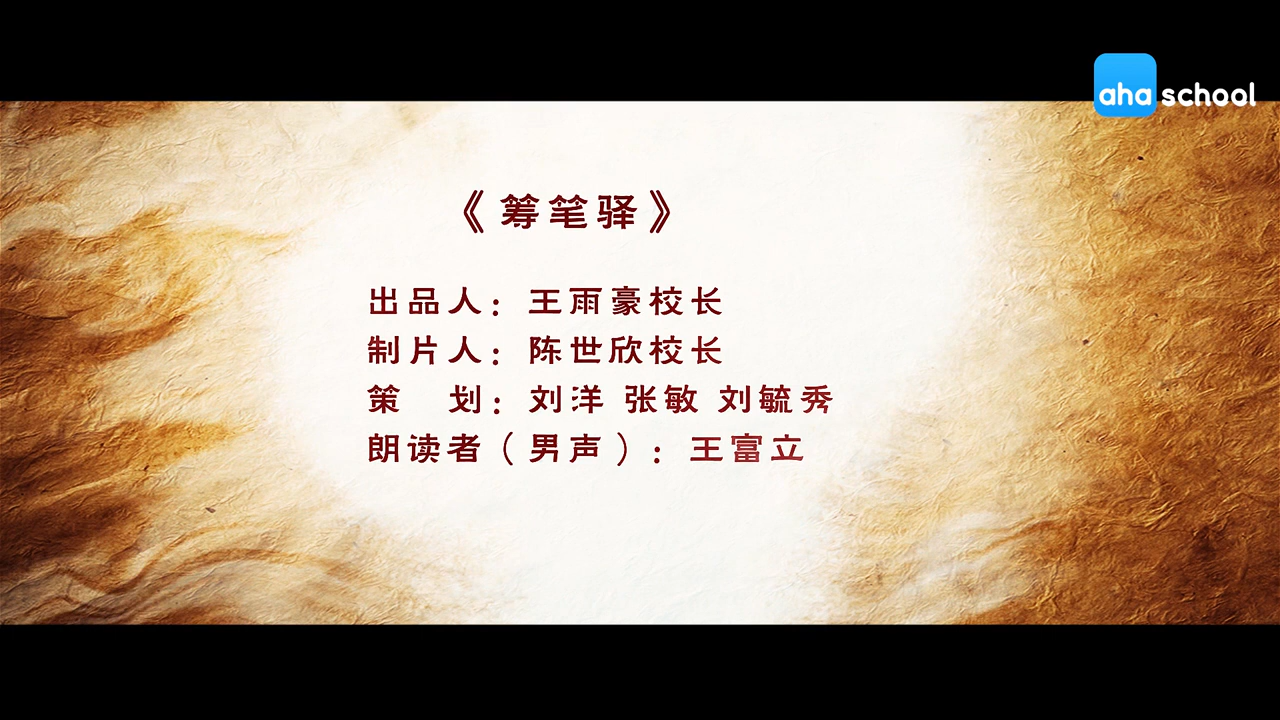 aha school
《筹笔驿》
出品人：王雨豪校长
制片人：陈世欣校长
策　划：刘洋 张敏 刘毓秀
朗读者（男声）：王富立